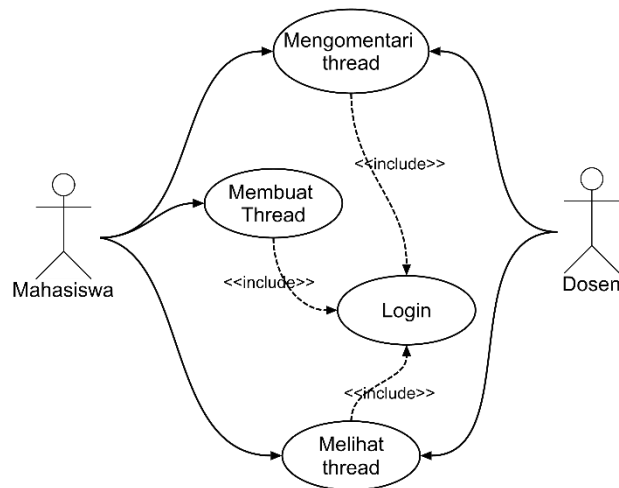 Mengomentari
thread
<<include>>
Membuat
Thread
Mahasiswa
Dosen
<<include>>
Login
<<include>>
Melihat
thread